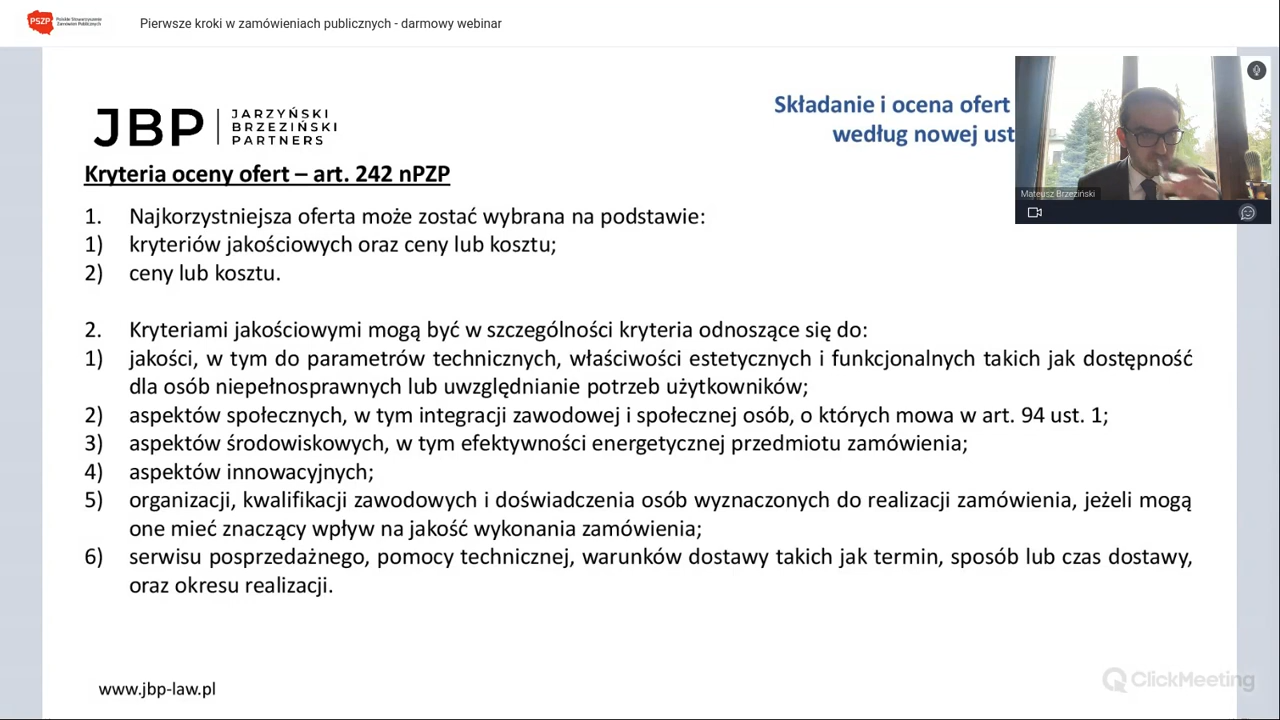 PSZP Polskie Stowarzyszenie
Zamówień Publicznych
Pierwsze kroki w zamówieniach publicznych - darmowy webinar
JBP
JARZYŃSKI
BRZEZIŃSKI
PARTNERS
Składanie i ocena ofert
według nowej ust
Mateusz Brzeziński
Kryteria oceny ofert – art. 242 nPZP
1. Najkorzystniejsza oferta może zostać wybrana na podstawie:
1) kryteriów jakościowych oraz ceny lub kosztu;
2) ceny lub kosztu.
2. Kryteriami jakościowymi mogą być w szczególności kryteria odnoszące się do:
1) jakości, w tym do parametrów technicznych, właściwości estetycznych i funkcjonalnych takich jak dostępność
dla osób niepełnosprawnych lub uwzględnianie potrzeb użytkowników;
2) aspektów społecznych, w tym integracji zawodowej i społecznej osób, o których mowa w art. 94 ust. 1;
3) aspektów środowiskowych, w tym efektywności energetycznej przedmiotu zamówienia;
4) aspektów innowacyjnych;
5) organizacji, kwalifikacji zawodowych i doświadczenia osób wyznaczonych do realizacji zamówienia, jeżeli mogą
one mieć znaczący wpływ na jakość wykonania zamówienia;
6) serwisu posprzedażnego, pomocy technicznej, warunków dostawy takich jak termin, sposób lub czas dostawy,
oraz okresu realizacji.
www.jbp-law.pl
ClickMeeting